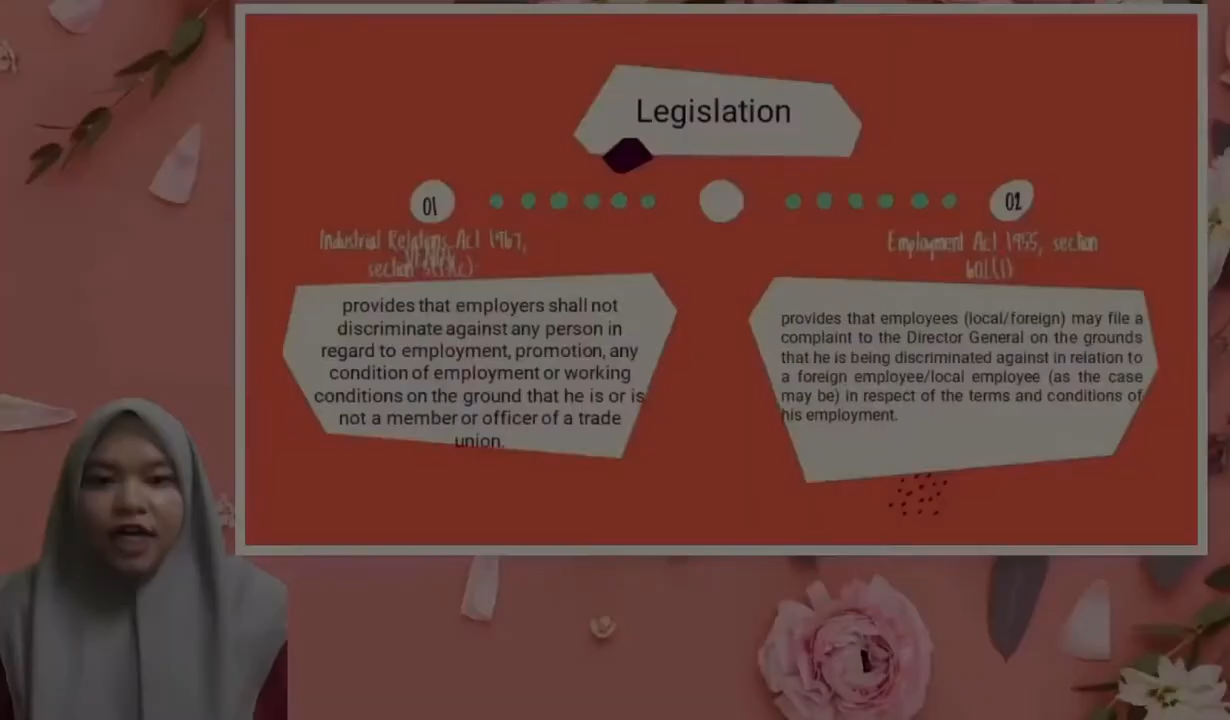 Legislation
01
02
Industrial Relations Act 1967,
section
Employment Act 1955, section
60L(1)
provides that employers shall not
discriminate against any person in
regard to employment, promotion, any
condition of employment or working
conditions on the ground that he is or is
not a member or officer of a trade
union.
provides that employees (local/foreign) may file a
complaint to the Director General on the grounds
that he is being discriminated against in relation to
a foreign employee/local employee (as the case
may be) in respect of the terms and conditions of
his employment.